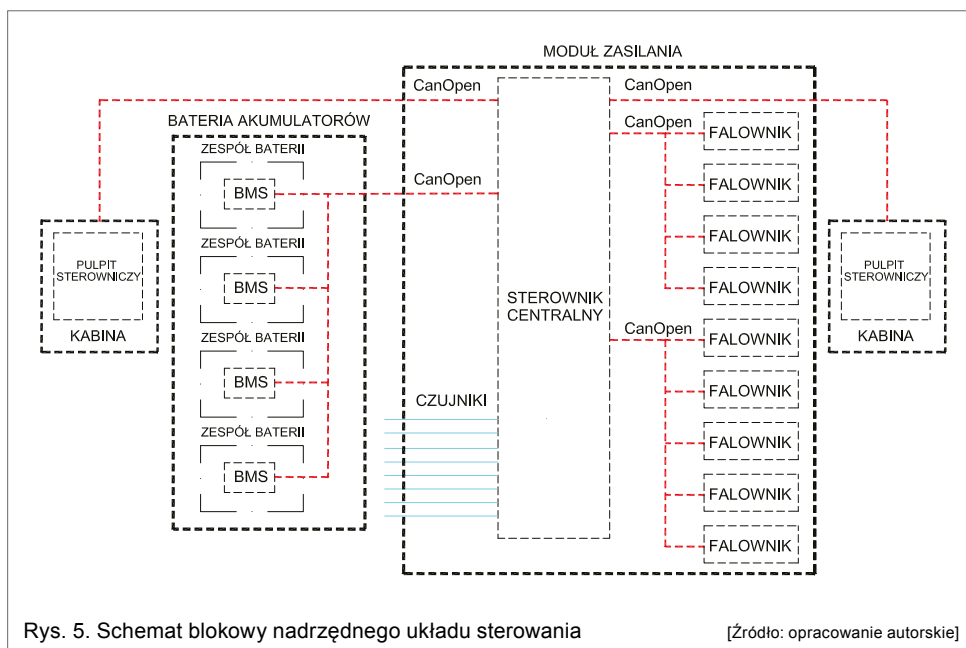 MODUŁ ZASILANIA
CanOpen
CanOpen
BATERIA AKUMULATORÓW
CanOpen
FALOWNIK
ZESPÓŁ BATERII
BMS
CanOpen
FALOWNIK
FALOWNIK
ZESPÓŁ BATERII
BMS
FALOWNIK
PULPIT
STEROWNICZY
KABINA
STEROWNIK
CENTRALNY
PULPIT
STEROWNICZY
KABINA
CanOpen
FALOWNIK
ZESPÓŁ BATERII
BMS
FALOWNIK
CZUJNIKI
ZESPÓŁ BATERII
BMS
FALOWNIK
FALOWNIK
FALOWNIK
Rys. 5. Schemat blokowy nadrzędnego układu sterowania
[Źródło: opracowanie autorskie]